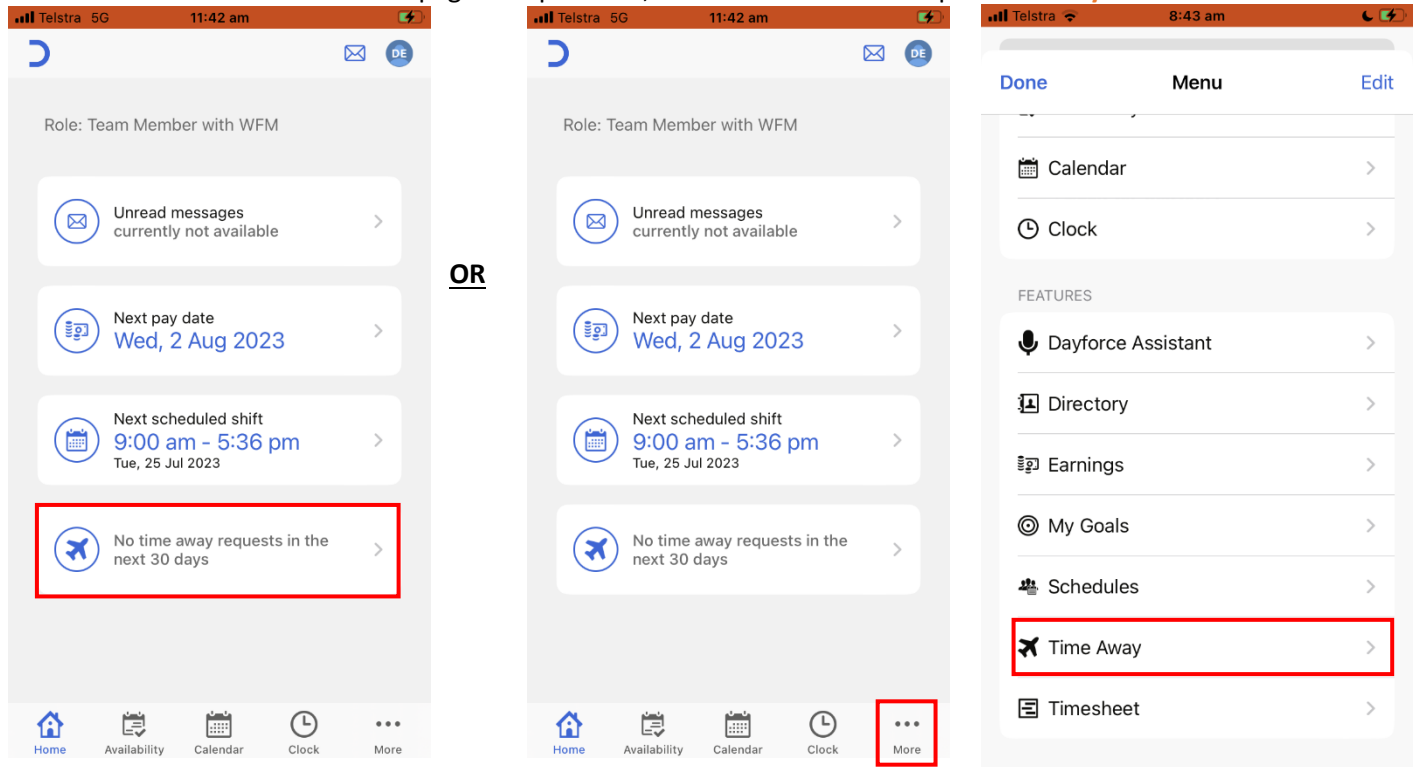 Telstra 5G 11:42 am
DE
Role: Team Member with WFM
Unread messages
currently not available
Next pay date
Wed, 2 Aug 2023
Next scheduled shift
9:00 am - 5:36 pm
Tue, 25 Jul 2023
No time away requests in the
next 30 days
Home Availability Calendar Clock More
OR
Telstra 5G 11:42 am
DE
Role: Team Member with WFM
Unread messages
currently not available
Next pay date
Wed, 2 Aug 2023
Next scheduled shift
9:00 am - 5:36 pm
Tue, 25 Jul 2023
No time away requests in the
next 30 days
Home Availability Calendar Clock More
Telstra 8:43 am
Done Menu Edit
Calendar
Clock
FEATURES
Dayforce Assistant
Directory
Earnings
My Goals
Schedules
Time Away
Timesheet